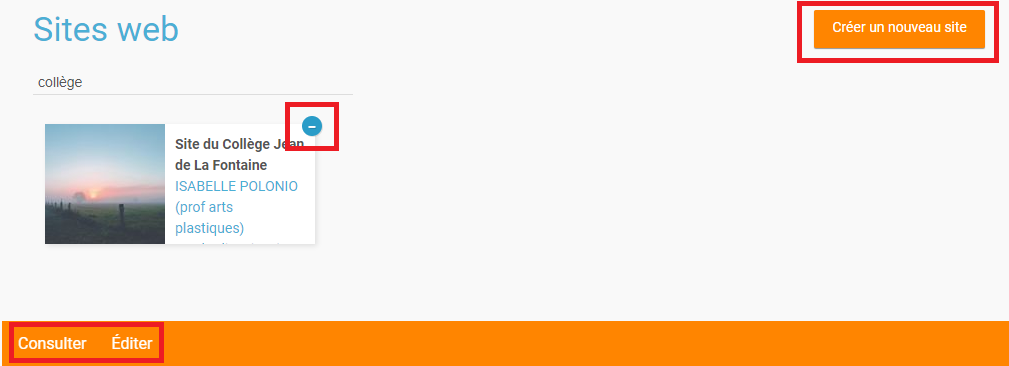 Sites web
Créer un nouveau site
collège
Site du Collège Jean
de La Fontaine
ISABELLE POLONIO
(prof arts
plastiques)
Consulter Éditer